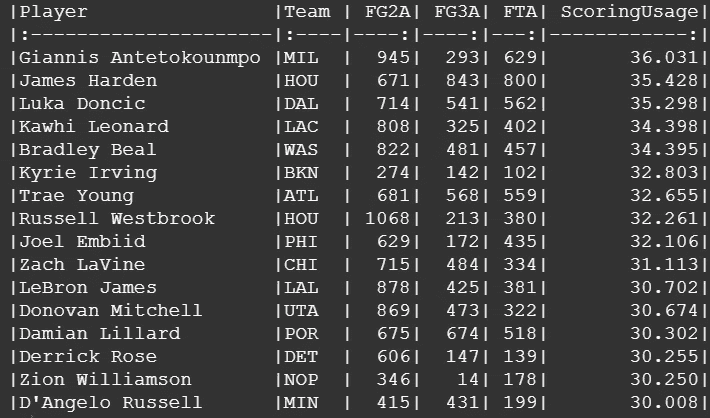 |Player               |Team | FG2A| FG3A| FTA| ScoringUsage|
|:--------------------|:----|----:|----:|---:|------------:|
|Giannis Antetokounmpo |MIL  |  945|  293| 629|       36.031|
|James Harden         |HOU  |  671|  843| 800|       35.428|
|Luka Doncic          |DAL  |  714|  541| 562|       35.298|
|Kawhi Leonard        |LAC  |  808|  325| 402|       34.398|
|Bradley Beal         |WAS  |  822|  481| 457|       34.395|
|Kyrie Irving         |BKN  |  274|  142| 102|       32.803|
|Trae Young           |ATL  |  681|  568| 559|       32.655|
|Russell Westbrook    |HOU  | 1068|  213| 380|       32.261|
|Joel Embiid          |PHI  |  629|  172| 435|       32.106|
|Zach LaVine          |CHI  |  715|  484| 334|       31.113|
|LeBron James         |LAL  |  878|  425| 381|       30.702|
|Donovan Mitchell     |UTA  |  869|  473| 322|       30.674|
|Damian Lillard       |POR  |  675|  674| 518|       30.302|
|Derrick Rose         |DET  |  606|  147| 139|       30.255|
|Zion Williamson      |NOP  |  346|   14| 178|       30.250|
|D'Angelo Russell     |MIN  |  415|  431| 199|       30.008|